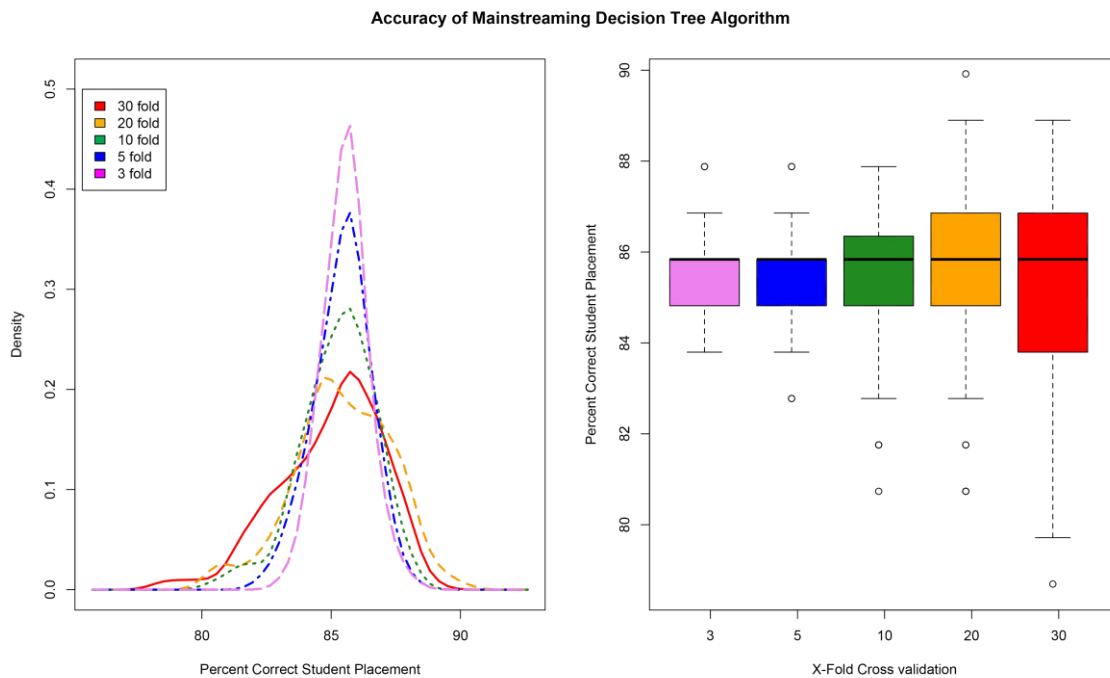 Accuracy of Mainstreaming Decision Tree Algorithm
Density
0.0
0.1
0.2
0.3
0.4
0.5
30 fold
20 fold
10 fold
5 fold
3 fold
80 85 90
Percent Correct Student Placement
Percent Correct Student Placement
80
82
84
86
88
90
3 5 10 20 30
X-Fold Cross validation